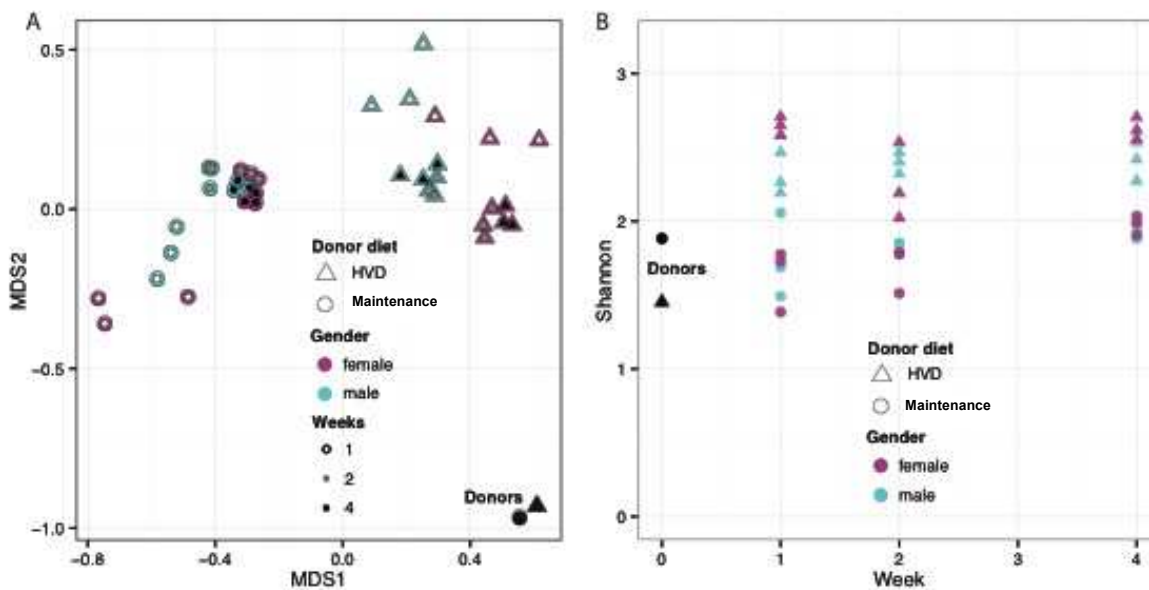 A
0.5
0.0
−0.5
−1.0
MDS2
Donor diet
HVD
Maintenance
Gender
female
male
Weeks
1
2
4
Donors
−0.8
−0.4
0.0
0.4
MDS1
B
3
2
1
0
Shannon
Donors
Donor diet
HVD
Maintenance
Gender
female
male
0
1
2
3
4
Week